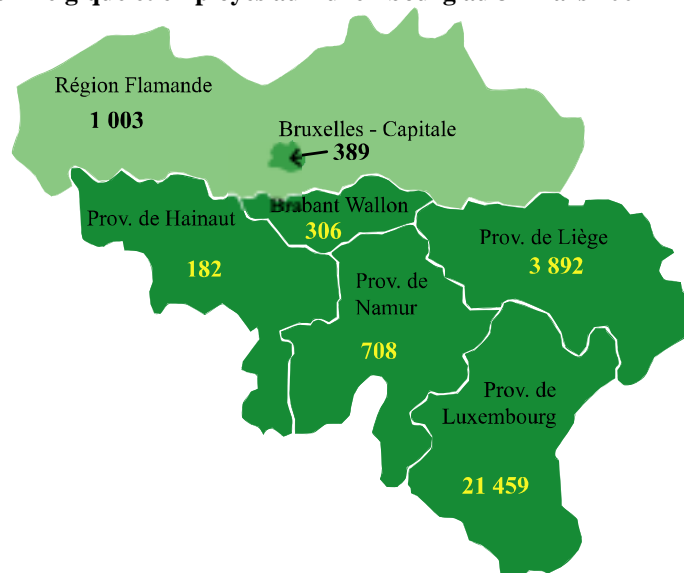 Région Flamande
1 003
Bruxelles - Capitale
389
Brabant Wallon
306
Prov. de Hainaut
182
Prov. de Liège
3 892
Prov. de
Namur
708
Prov. de
Luxembourg
21 459